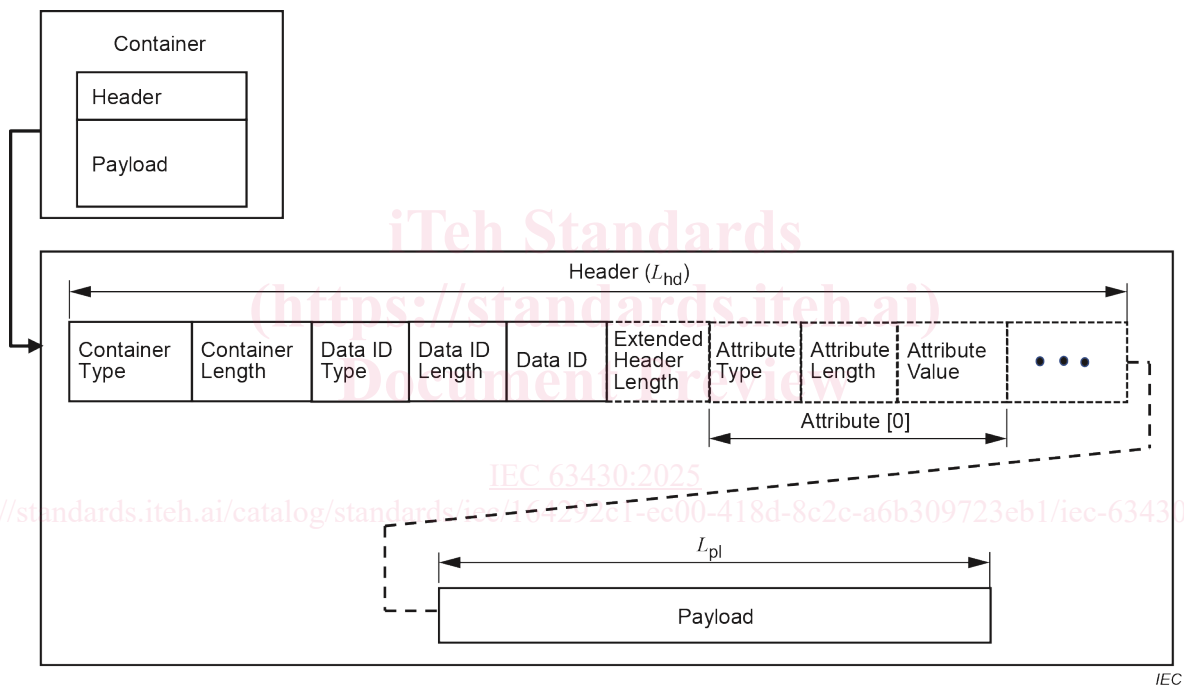 Container
Header
Payload
iTeh Standards
Header (Lhd)
(https://standards.iteh.ai)
Container
Type
Container
Length
Data ID
Type
Data ID
Length
Data ID
Extended
Header
Length
Attribute
Type
Attribute
Length
Attribute
Value
Document Preview
Attribute [0]
IEC 63430:2025
//standards.iteh.ai/catalog/standards/iec/164292c1-ec00-418d-8c2c-a6b309723eb1/iec-63430
Lpl
Payload
IEC